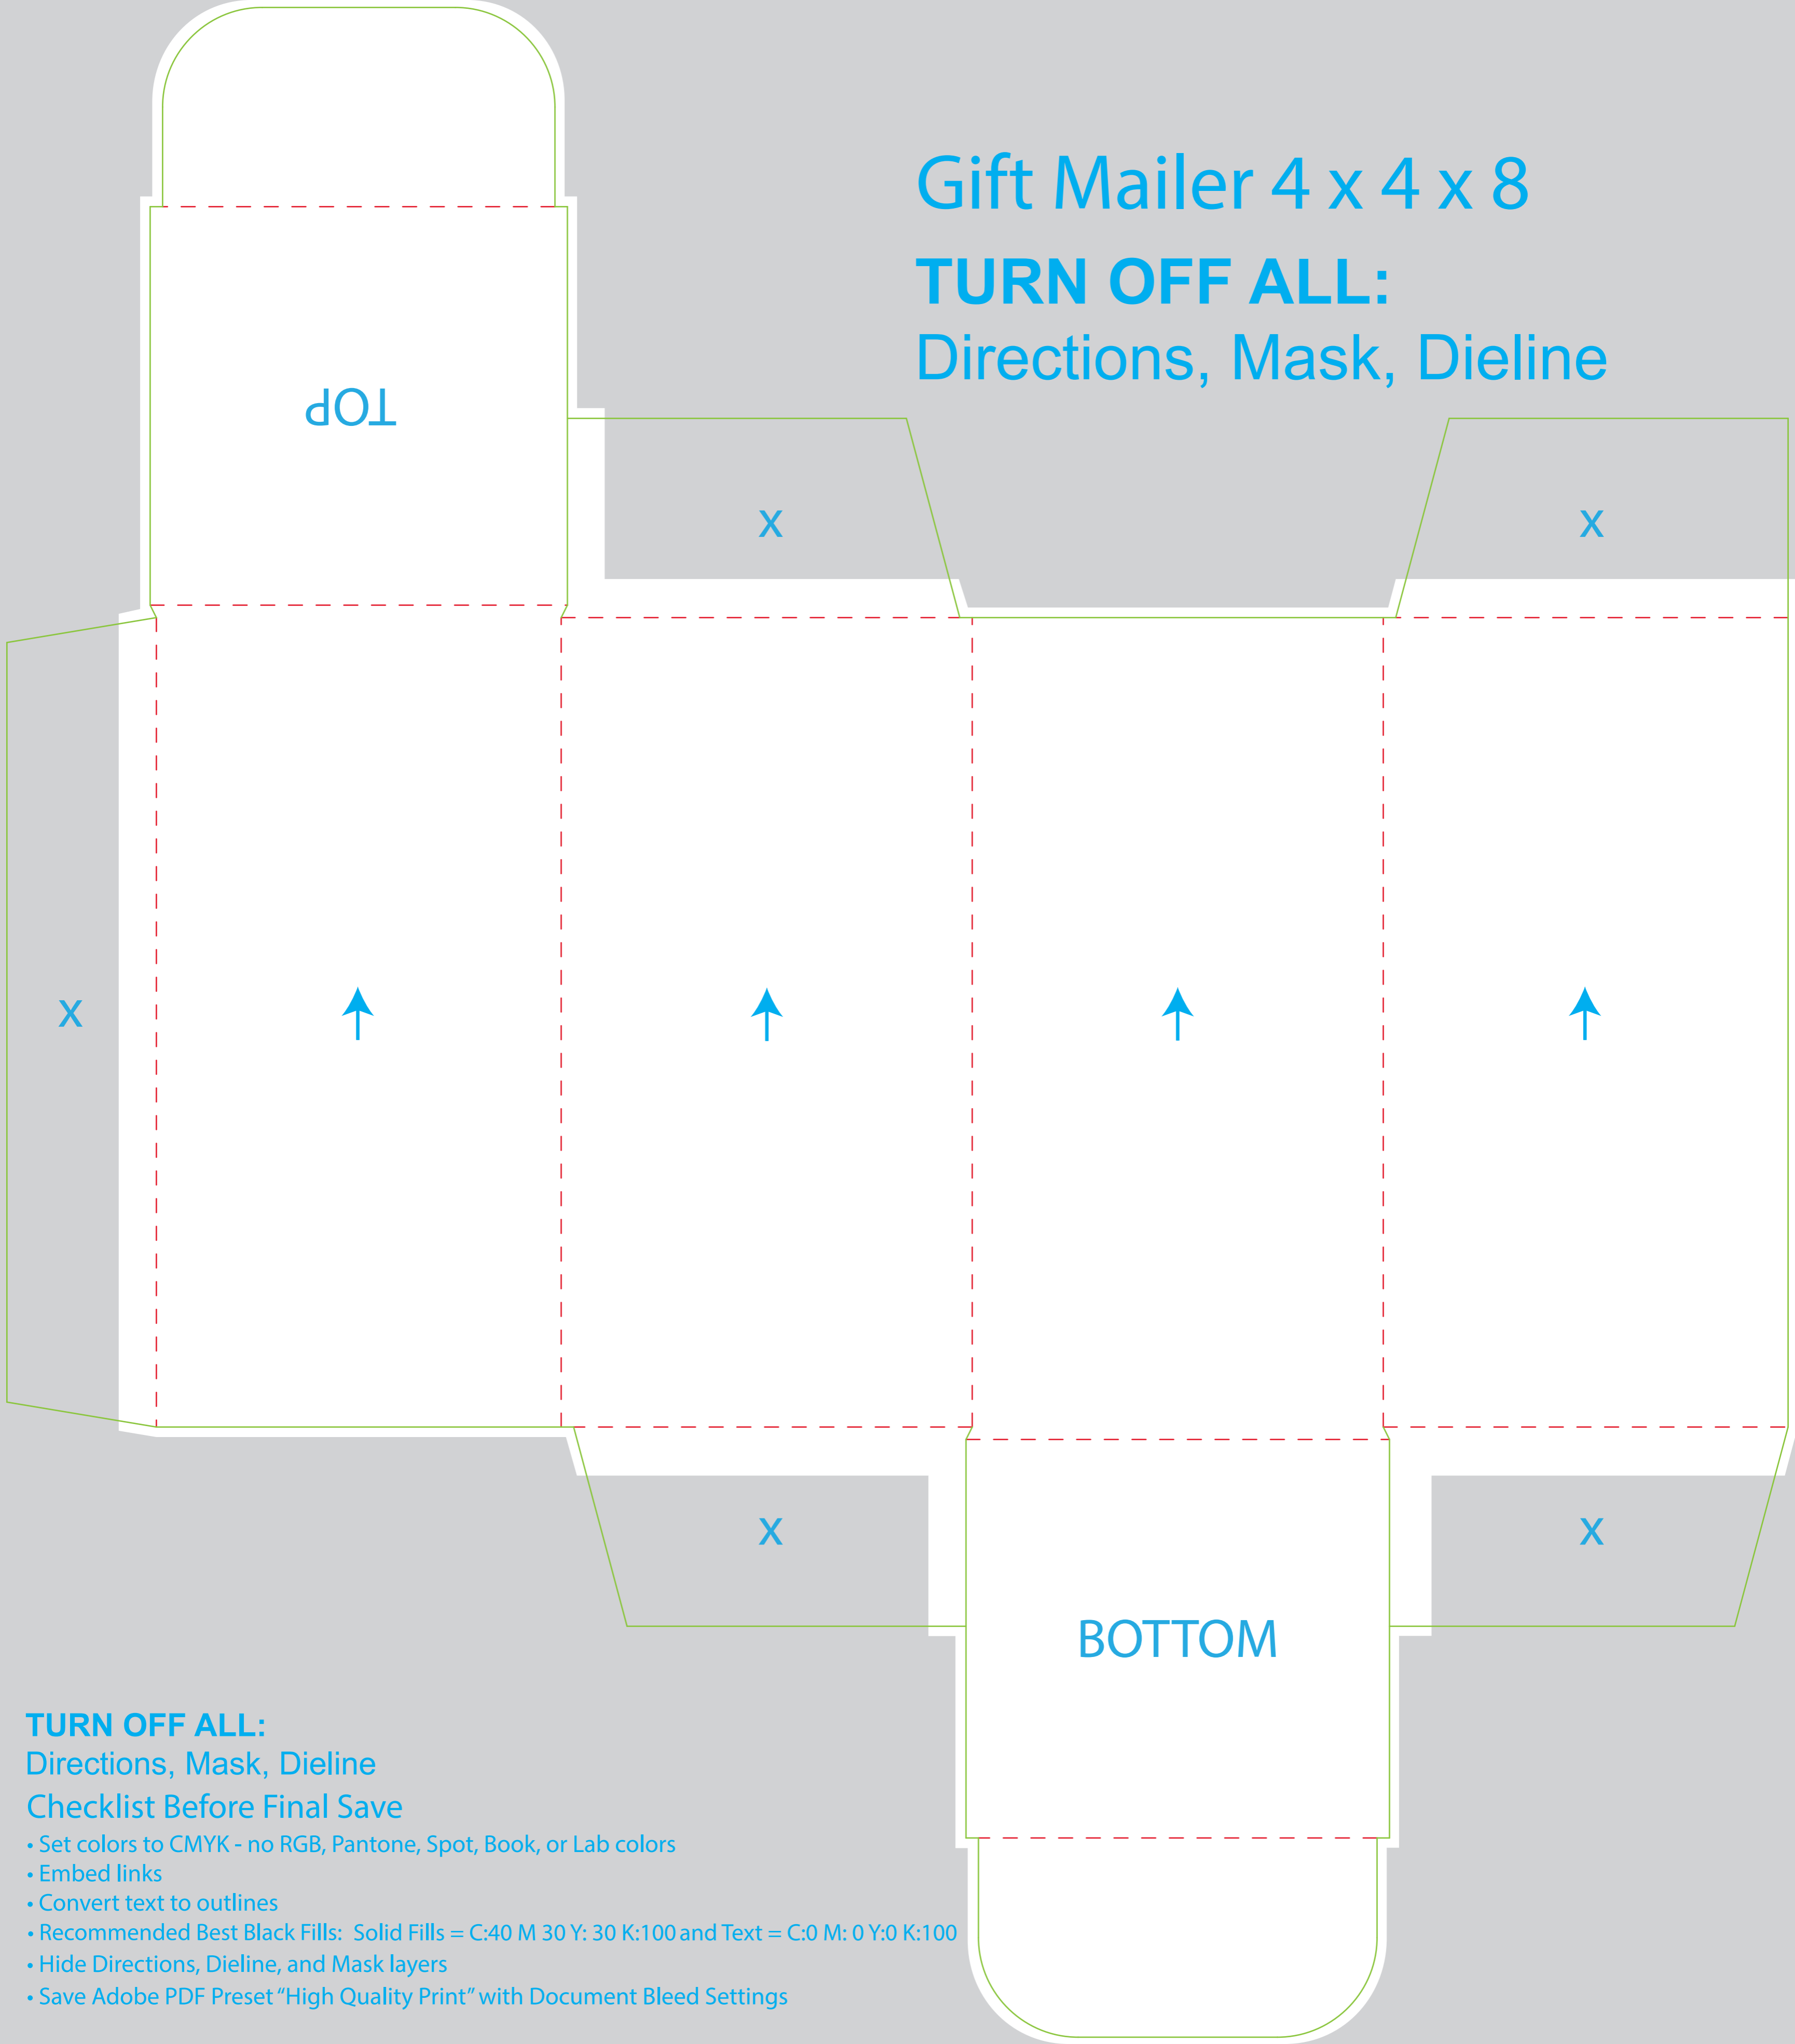 Gift Mailer 4 x 4 x 8
TURN OFF ALL:
Directions, Mask, Dieline
TOP
x
x
x
x
x
BOTTOM
TURN OFF ALL:
Directions, Mask, Dieline
Checklist Before Final Save
• Set colors to CMYK - no RGB, Pantone, Spot, Book, or Lab colors
• Embed links
• Convert text to outlines
• Recommended Best Black Fills:  Solid Fills = C:40 M 30 Y: 30 K:100 and Text = C:0 M: 0 Y:0 K:100
• Hide Directions, Dieline, and Mask layers
• Save Adobe PDF Preset “High Quality Print” with Document Bleed Settings